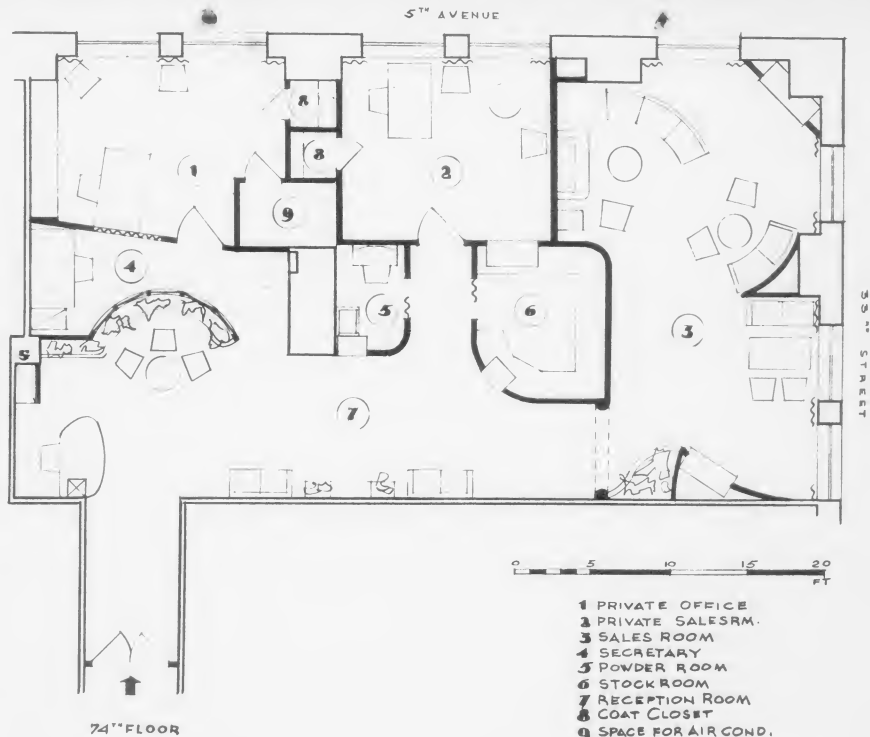 5TH AVENUE
8
8
1
2
9
4
5
6
3
S
7
33RD STREET
0 5 10 15 20
FT
1 PRIVATE OFFICE
2 PRIVATE SALESRM.
3 SALES ROOM
4 SECRETARY
5 POWDER ROOM
6 STOCK ROOM
7 RECEPTION ROOM
8 COAT CLOSET
9 SPACE FOR AIR COND.
74TH FLOOR